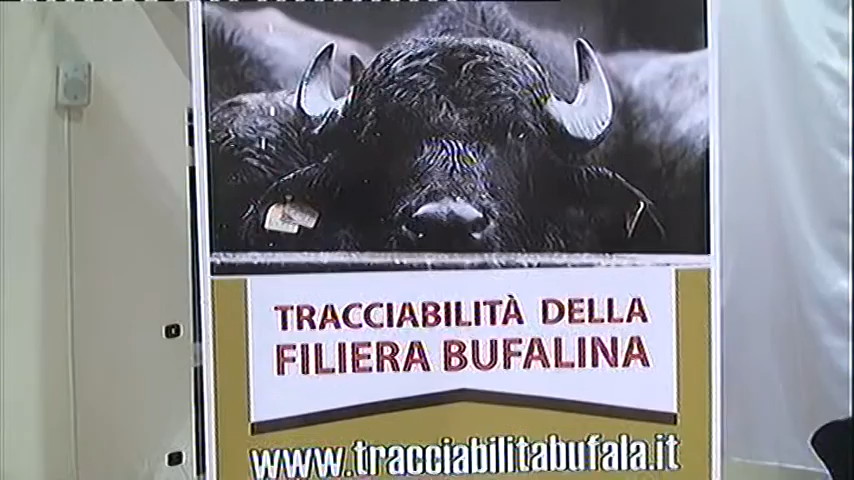 TRACCIABILITÀ DELLA
FILIERA BUFALINA
www.tracciabilitabufala.it